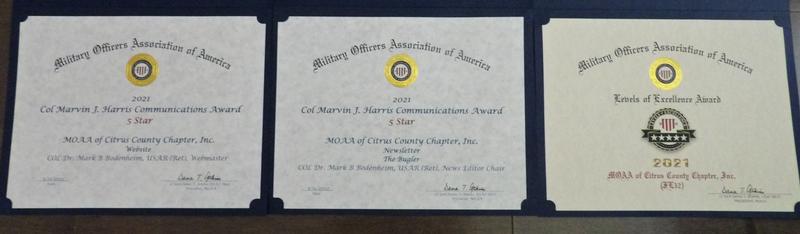 Military Officers Association of America
2021
Col Marvin J. Harris Communications Award
5 Star
MOAA of Citrus County Chapter, Inc.
Website
COL Dr. Mark B Bodenheim, USAR (Ret), Webmaster
Military Officers Association of America
2021
Col Marvin J. Harris Communications Award
5 Star
MOAA of Citrus County Chapter, Inc.
Newsletter
The Bugler
COL Dr. Mark B Bodenheim, USAR (Ret), News Editor Chair
Military Officers Association of America
Levels of Excellence Award
2021
MOAA of Citrus County Chapter, Inc.
(FL32)